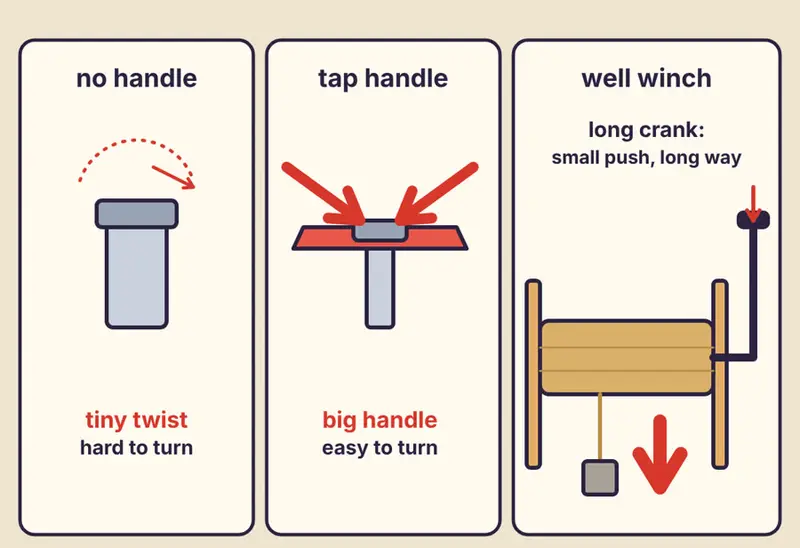 no handle
tiny twist
hard to turn
tap handle
big handle
easy to turn
well winch
long crank:
small push, long way